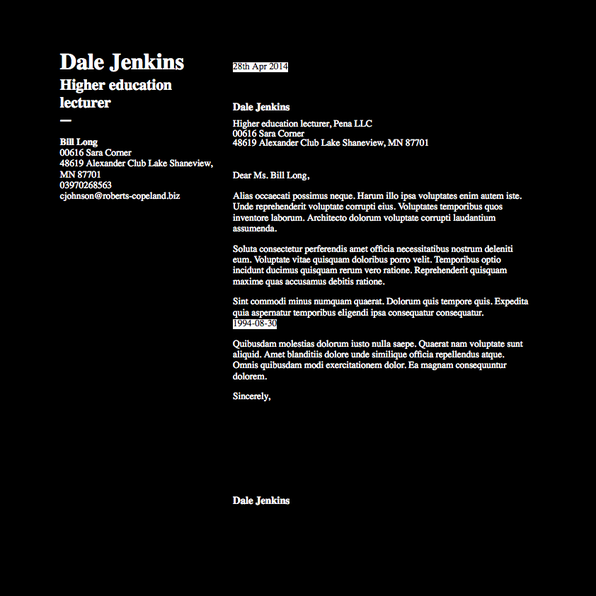 Dale Jenkins
Higher education
lecturer
Bill Long
00616 Sara Corner
48619 Alexander Club Lake Shaneview,
MN 87701
03970268563
cjohnson@roberts-copeland.biz
28th Apr 2014
Dale Jenkins
Higher education lecturer, Pena LLC
00616 Sara Corner
48619 Alexander Club Lake Shaneview, MN 87701
Dear Ms. Bill Long,
Alias occaecati possimus neque. Harum illo ipsa voluptates enim autem iste.
Unde reprehenderit voluptate corrupti eius. Voluptates temporibus quos
inventore laborum. Architecto dolorum voluptate corrupti laudantium
assumenda.
Soluta consectetur perferendis amet officia necessitatibus nostrum deleniti
eum. Voluptate vitae quisquam doloribus porro velit. Temporibus optio
incidunt ducimus quisquam rerum vero ratione. Reprehenderit quisquam
maxime quas accusamus debitis ratione.
Sint commodi minus numquam quaerat. Dolorum quis tempore quis. Expedita
quia aspernatur temporibus eligendi ipsa consequatur consequatur.
1994-08-30
Quibusdam molestias dolorum iusto nulla saepe. Quaerat nam voluptate sunt
aliquid. Amet blanditiis dolore unde similique officia repellendus atque.
Omnis quibusdam modi exercitationem dolor. Ea magnam consequuntur
dolorem.
Sincerely,
Dale Jenkins